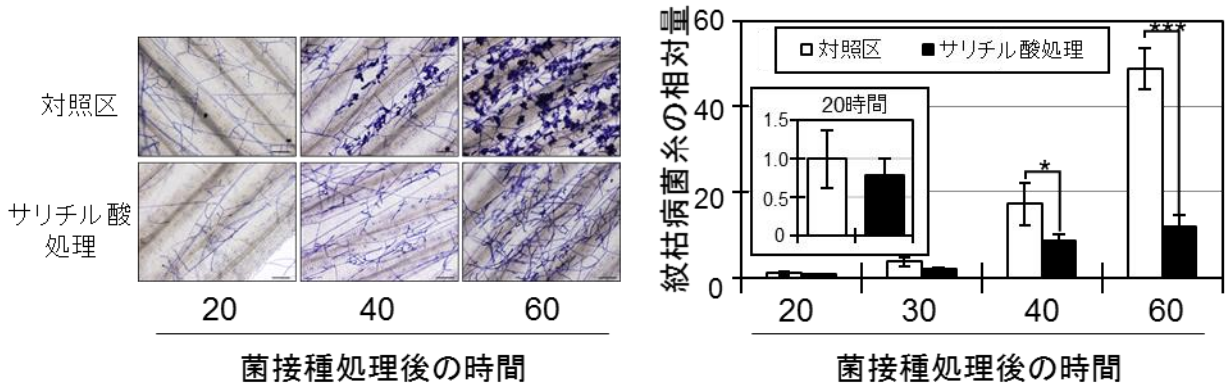 対照区
サリチル酸
処理
20
40
60
菌接種処理後の時間
紋枯病菌糸の相対量
60
40
20
0
対照区
サリチル酸処理
20時間
1.5
1.0
0.5
0
*
***
20
30
40
60
菌接種処理後の時間